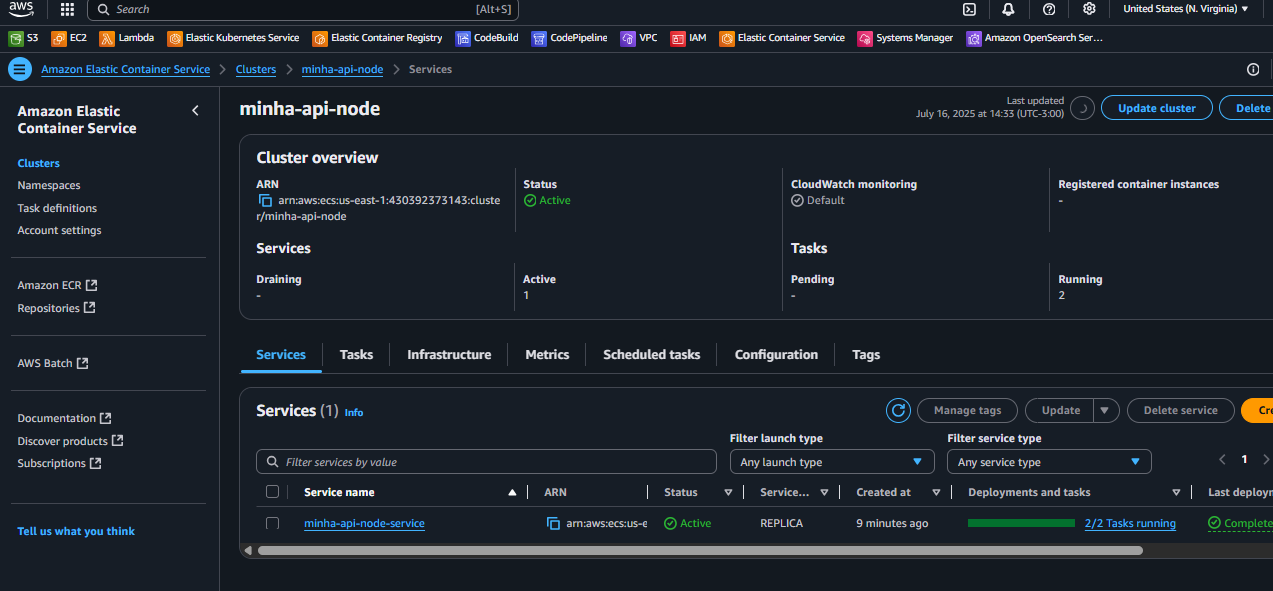 aws
Search [Alt+S]
United States (N. Virginia)
S3 EC2 Lambda Elastic Kubernetes Service Elastic Container Registry CodeBuild CodePipeline VPC IAM Elastic Container Service Systems Manager Amazon OpenSearch Ser...
Amazon Elastic Container Service Clusters minha-api-node Services
Amazon Elastic
Container Service
Clusters
Namespaces
Task definitions
Account settings
Amazon ECR
Repositories
AWS Batch
Documentation
Discover products
Subscriptions
Tell us what you think
minha-api-node
Last updated
July 16, 2025 at 14:33 (UTC-3:00)
Update cluster
Delete
Cluster overview
ARN
arn:aws:ecs:us-east-1:430392373143:cluste
r/minha-api-node
Status
Active
CloudWatch monitoring
Default
Registered container instances
-
Services
Draining
-
Active
1
Tasks
Pending
-
Running
2
Services Tasks Infrastructure Metrics Scheduled tasks Configuration Tags
Services (1) Info
Manage tags Update Delete service Cre
Filter launch type Filter service type
Filter services by value Any launch type Any service type 1
Service name ARN Status Service... Created at Deployments and tasks Last deploym
minha-api-node-service arn:aws:ecs:us-e Active REPLICA 9 minutes ago 2/2 Tasks running Complete